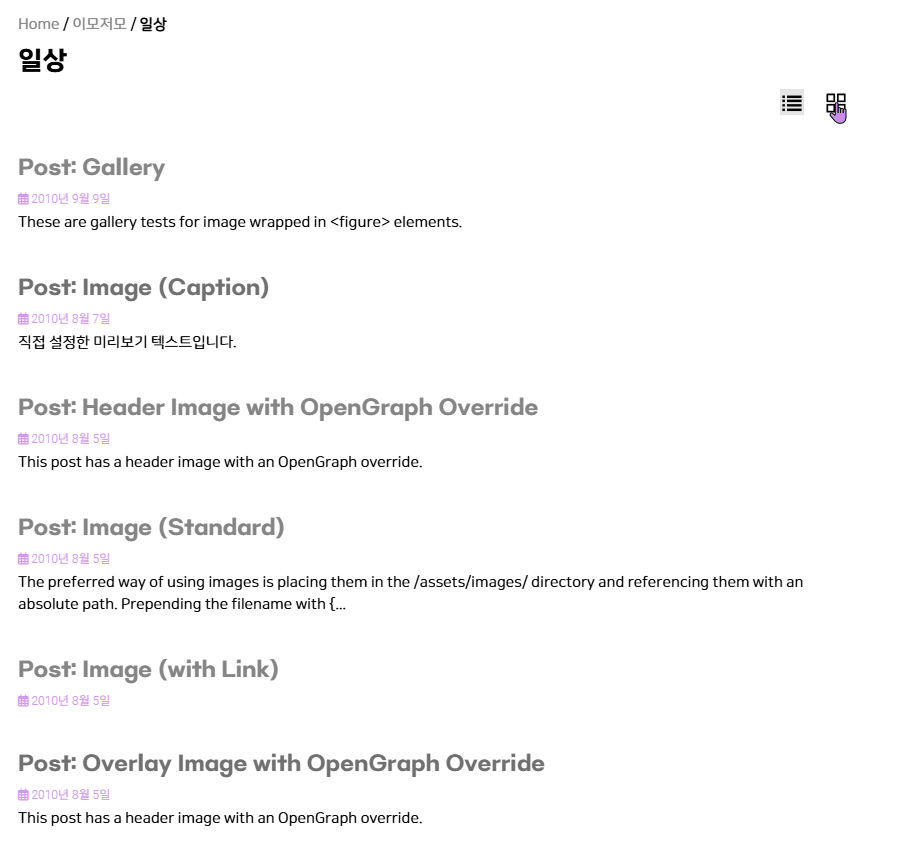 Home / 이모저모 / 일상
일상
Post: Gallery
2010년 9월 9일
These are gallery tests for image wrapped in <figure> elements.
Post: Image (Caption)
2010년 8월 7일
직접 설정한 미리보기 텍스트입니다.
Post: Header Image with OpenGraph Override
2010년 8월 5일
This post has a header image with an OpenGraph override.
Post: Image (Standard)
2010년 8월 5일
The preferred way of using images is placing them in the /assets/images/ directory and referencing them with an
absolute path. Prepending the filename with {...
Post: Image (with Link)
2010년 8월 5일
Post: Overlay Image with OpenGraph Override
2010년 8월 5일
This post has a header image with an OpenGraph override.